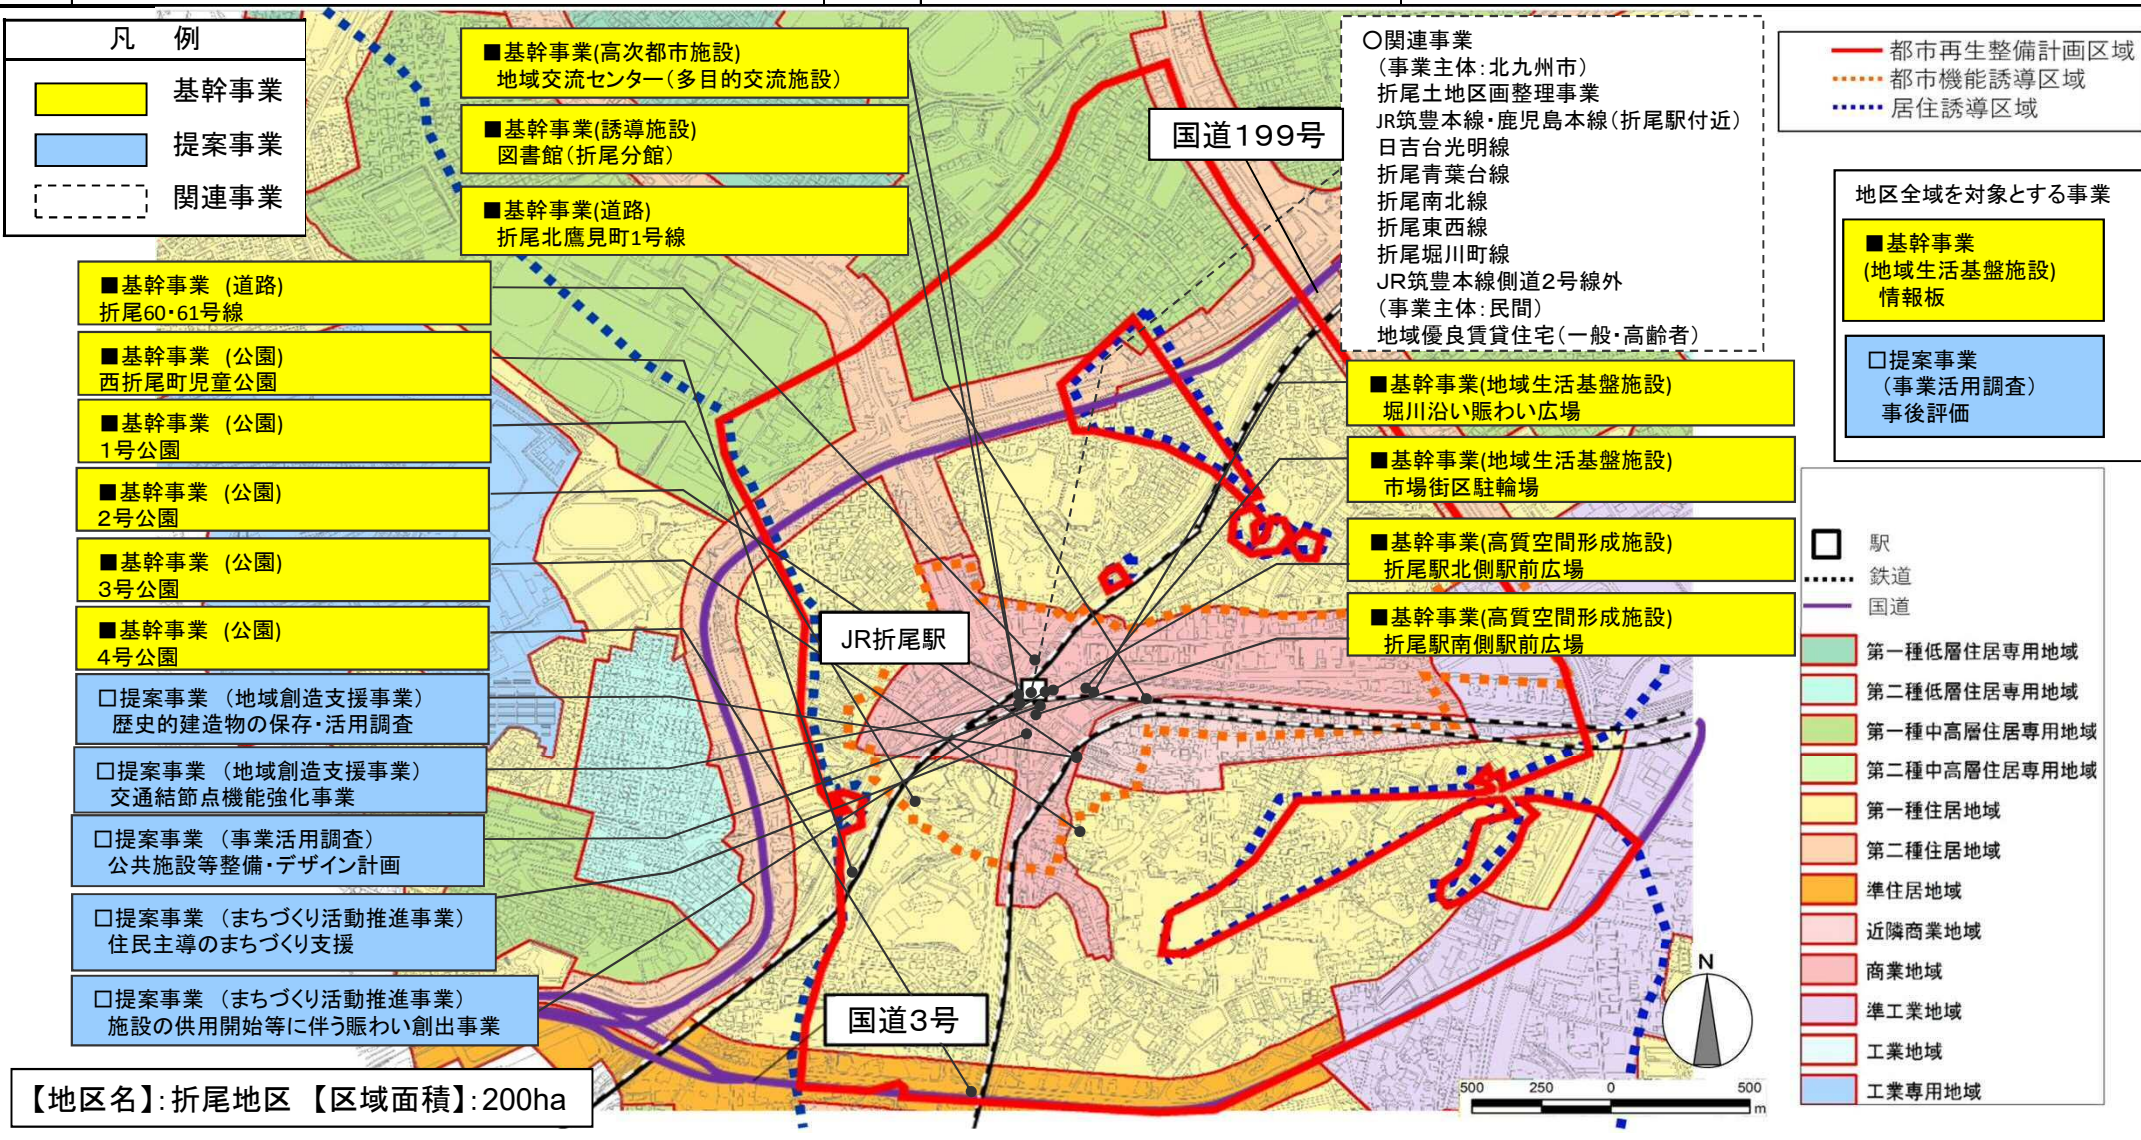 凡 例
基幹事業
提案事業
関連事業
■基幹事業(高次都市施設)
地域交流センター(多目的交流施設)
■基幹事業(誘導施設)
図書館(折尾分館)
■基幹事業(道路)
折尾北鷹見町1号線
■基幹事業 (道路)
折尾60・61号線
■基幹事業 (公園)
西折尾町児童公園
■基幹事業 (公園)
1号公園
■基幹事業 (公園)
2号公園
■基幹事業 (公園)
3号公園
■基幹事業 (公園)
4号公園
□提案事業 (地域創造支援事業)
歴史的建造物の保存・活用調査
□提案事業 (地域創造支援事業)
交通結節点機能強化事業
□提案事業 (事業活用調査)
公共施設等整備・デザイン計画
□提案事業 (まちづくり活動推進事業)
住民主導のまちづくり支援
□提案事業 (まちづくり活動推進事業)
施設の供用開始等に伴う賑わい創出事業
【地区名】:折尾地区 【区域面積】:200ha
国道199号
JR折尾駅
国道3号
○関連事業
(事業主体:北九州市)
折尾土地区画整理事業
JR筑豊本線・鹿児島本線(折尾駅付近)
日吉台光明線
折尾青葉台線
折尾南北線
折尾東西線
折尾堀川町線
JR筑豊本線側道2号線外
(事業主体:民間)
地域優良賃貸住宅(一般・高齢者)
■基幹事業(地域生活基盤施設)
堀川沿い賑わい広場
■基幹事業(地域生活基盤施設)
市場街区駐輪場
■基幹事業(高質空間形成施設)
折尾駅北側駅前広場
■基幹事業(高質空間形成施設)
折尾駅南側駅前広場
都市再生整備計画区域
都市機能誘導区域
居住誘導区域
地区全域を対象とする事業
■基幹事業
(地域生活基盤施設)
情報板
□提案事業
(事業活用調査)
事後評価
駅
鉄道
国道
第一種低層住居専用地域
第二種低層住居専用地域
第一種中高層住居専用地域
第二種中高層住居専用地域
第一種住居地域
第二種住居地域
準住居地域
近隣商業地域
商業地域
準工業地域
工業地域
工業専用地域
N
500 250 0 500
m